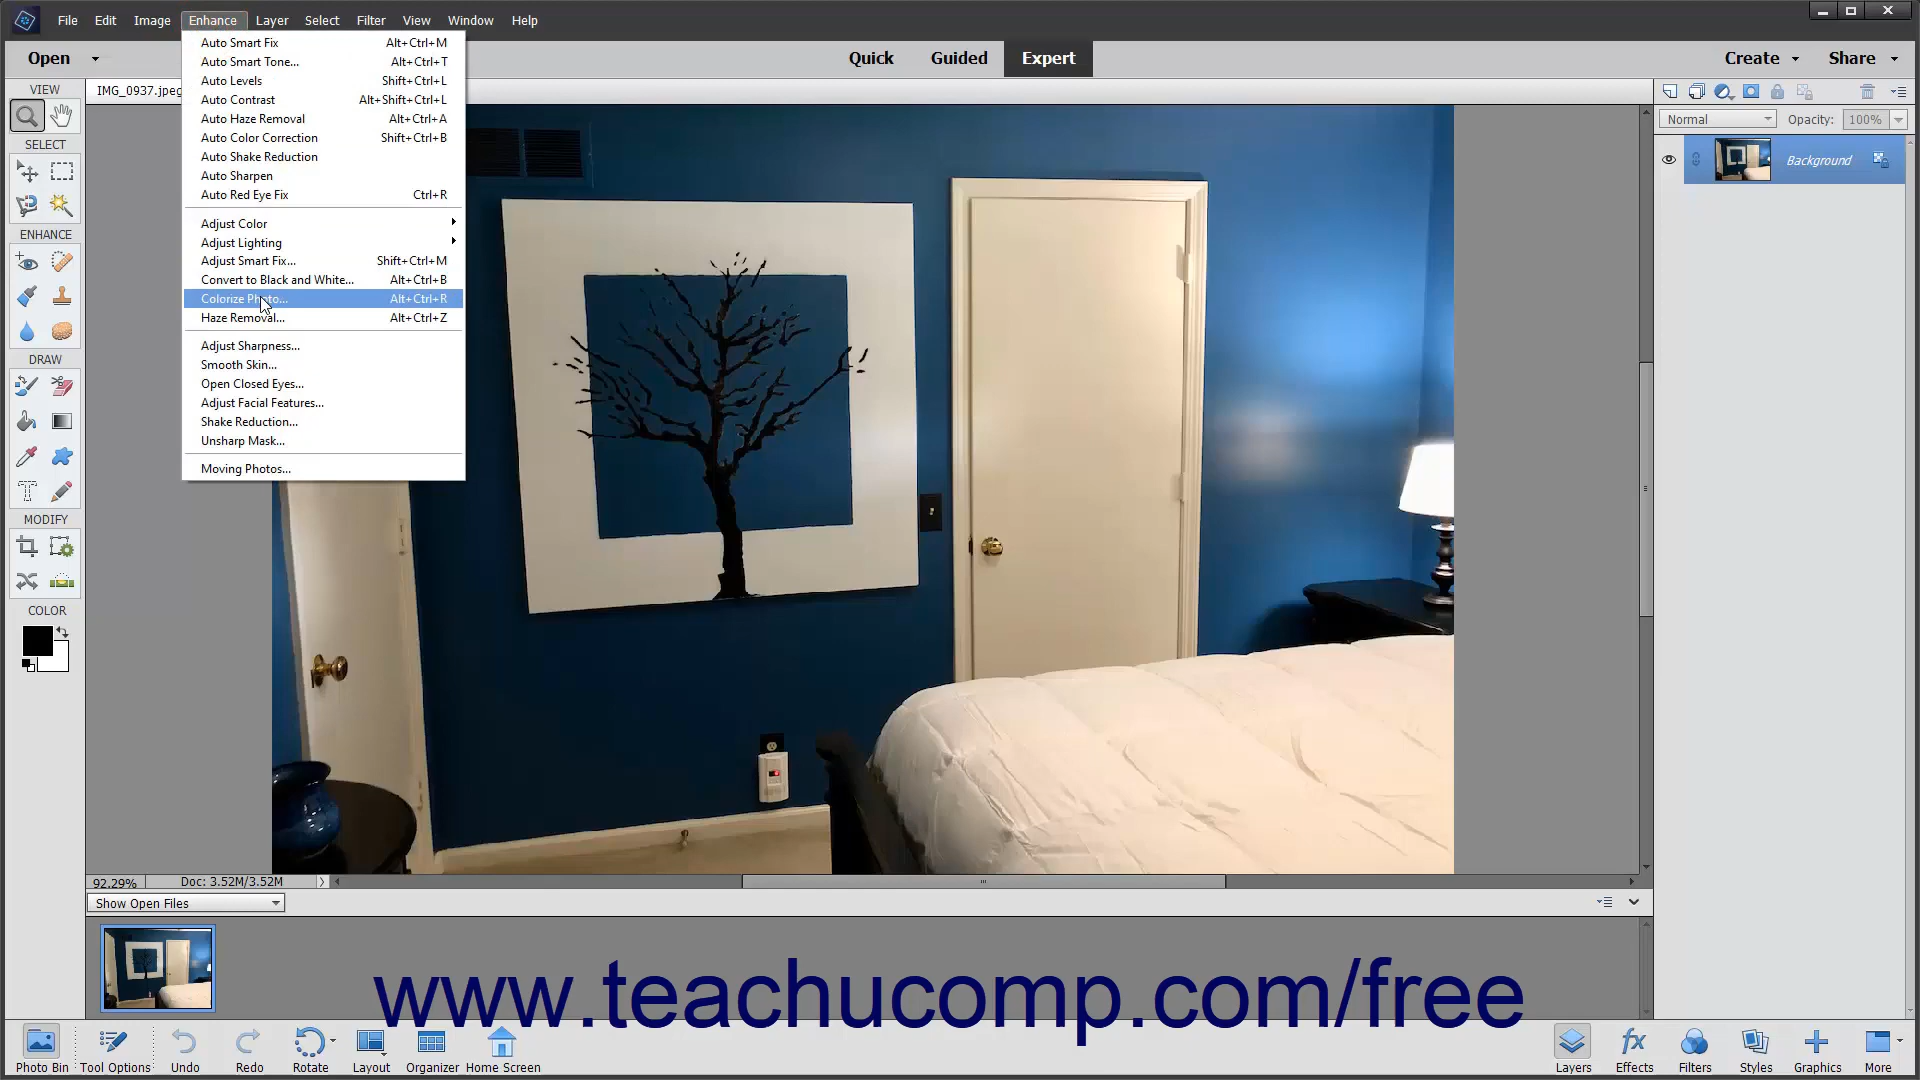 File Edit Image Enhance Layer Select Filter View Window Help
Open Quick Guided Expert Create Share
VIEW
IMG_0937.jpeg
Auto Smart Fix Alt+Ctrl+M
Auto Smart Tone... Alt+Ctrl+T
Auto Levels Shift+Ctrl+L
Auto Contrast Alt+Shift+Ctrl+L
Auto Haze Removal Alt+Ctrl+A
Auto Color Correction Shift+Ctrl+B
Auto Shake Reduction
Auto Sharpen
Auto Red Eye Fix Ctrl+R
Adjust Color
Adjust Lighting
Adjust Smart Fix... Shift+Ctrl+M
Convert to Black and White... Alt+Ctrl+B
Colorize Photo... Alt+Ctrl+R
Haze Removal... Alt+Ctrl+Z
Adjust Sharpness...
Smooth Skin...
Open Closed Eyes...
Adjust Facial Features...
Shake Reduction...
Unsharp Mask...
Moving Photos...
SELECT
ENHANCE
DRAW
MODIFY
COLOR
Normal Opacity: 100%
Background
92.29% Doc: 3.52M/3.52M
Show Open Files
www.teachucomp.com/free
Photo Bin Tool Options Undo Redo Rotate Layout Organizer Home Screen Layers Effects Filters Styles Graphics More